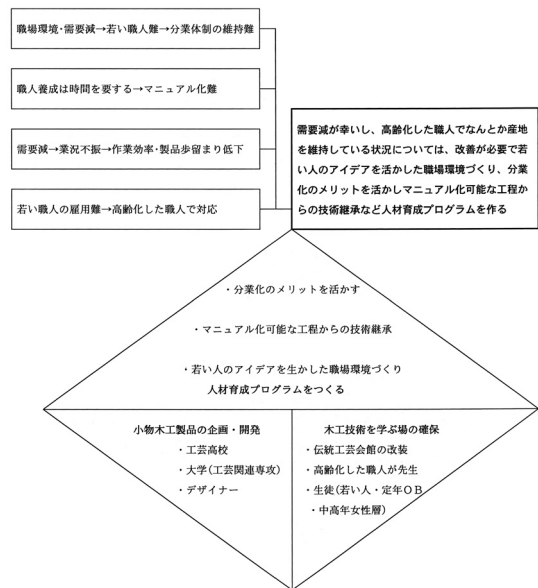 職場環境・需要減→若い職人難→分業体制の維持難
職人養成は時間を要する→マニュアル化難
需要減→業況不振→作業効率・製品歩留まり低下
若い職人の雇用難→高齢化した職人で対応
需要減が幸いし、高齢化した職人でなんとか産地
を維持している状況については、改善が必要で若
い人のアイデアを活かした職場環境づくり、分業
化のメリットを活かしマニュアル化可能な工程か
らの技術継承など人材育成プログラムを作る
・分業化のメリットを活かす
・マニュアル化可能な工程からの技術継承
・若い人のアイデアを生かした職場環境づくり
人材育成プログラムをつくる
小物木工製品の企画・開発
・工芸高校
・大学(工芸関連専攻)
・デザイナー
木工技術を学ぶ場の確保
・伝統工芸会館の改装
・高齢化した職人が先生
・生徒(若い人・定年OB
・中高年女性層)